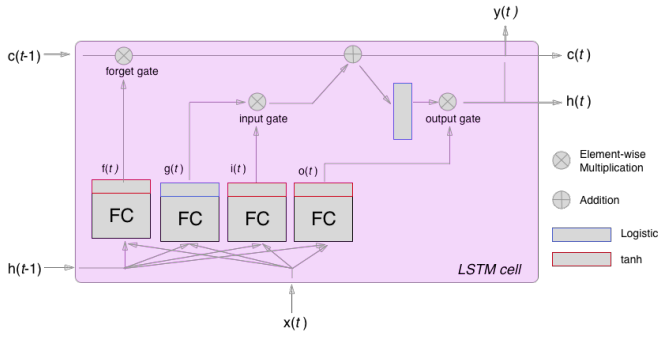 y(t)
c(t-1)
c(t)
forget gate
h(t)
input gate
output gate
f(t)
g(t)
i(t)
o(t)
FC
FC
FC
FC
Element-wise
Multiplication
Addition
Logistic
tanh
h(t-1)
LSTM cell
x(t)